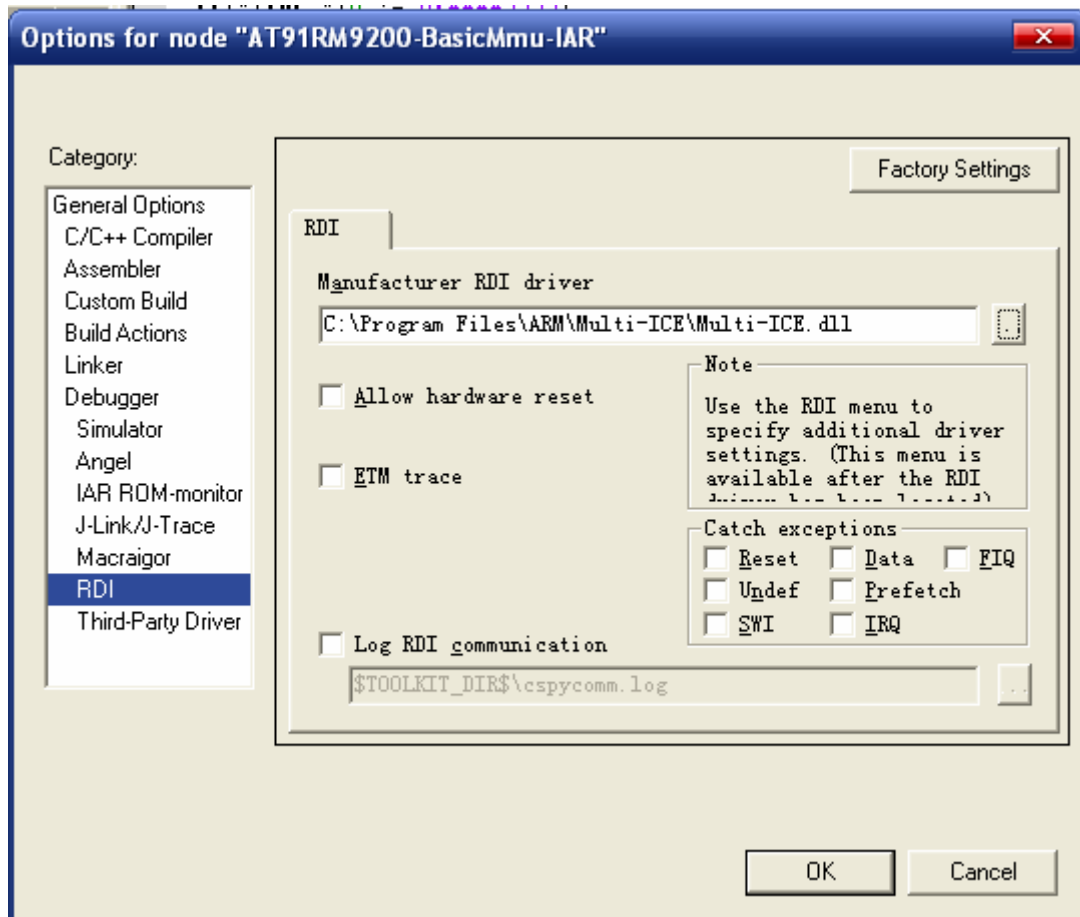 Options for node "AT91RM9200-BasicMmu-IAR"
Category:
Factory Settings
General Options
C/C++ Compiler
Assembler
Custom Build
Build Actions
Linker
Debugger
Simulator
Angel
IAR ROM-monitor
J-Link/J-Trace
Macraigor
RDI
Third-Party Driver
RDI
Manufacturer RDI driver
C:\Program Files\ARM\Multi-ICE\Multi-ICE.dll
.
Allow hardware reset
ETM trace
Note
Use the RDI menu to
specify additional driver
settings. (This menu is
available after the RDI
Catch exceptions
Reset Data FIQ
Undef Prefetch
SWI IRQ
Log RDI communication
$TOOLKIT_DIR$\cspycomm.log
...
OK Cancel